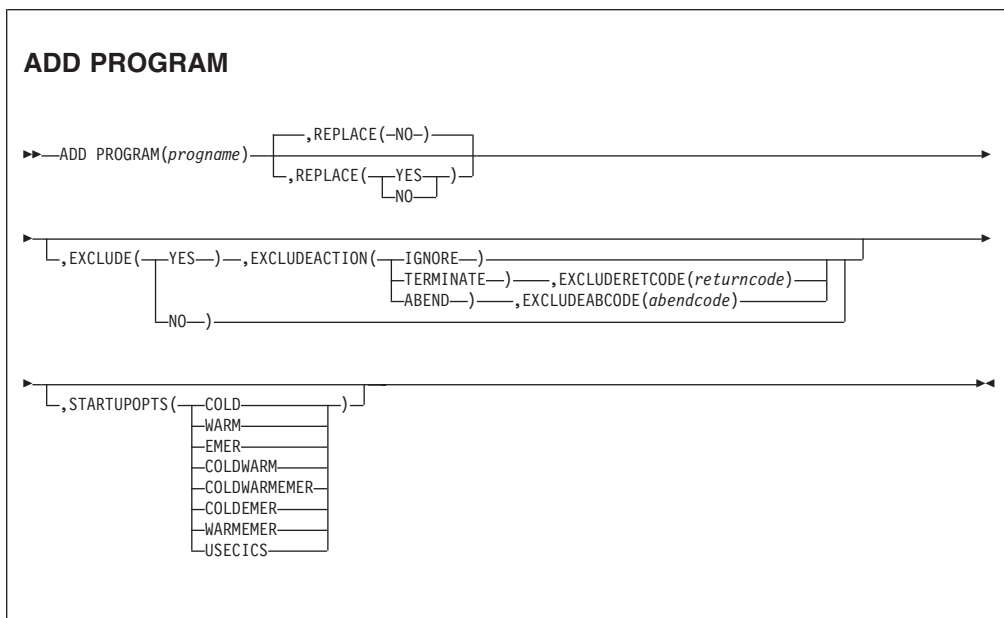 ADD PROGRAM
,REPLACE(NO)
ADD PROGRAM(progname)
,REPLACE( YES )
NO
,EXCLUDE( YES ) ,EXCLUDEACTION( IGNORE )
TERMINATE ) ,EXCLUDERETCODE(returncode)
ABEND ) ,EXCLUDEABCODE(abendcode)
NO )
,STARTUPOPTS( COLD )
WARM
EMER
COLDWARM
COLDWARMEMER
COLDEMER
WARMEMER
USECICS